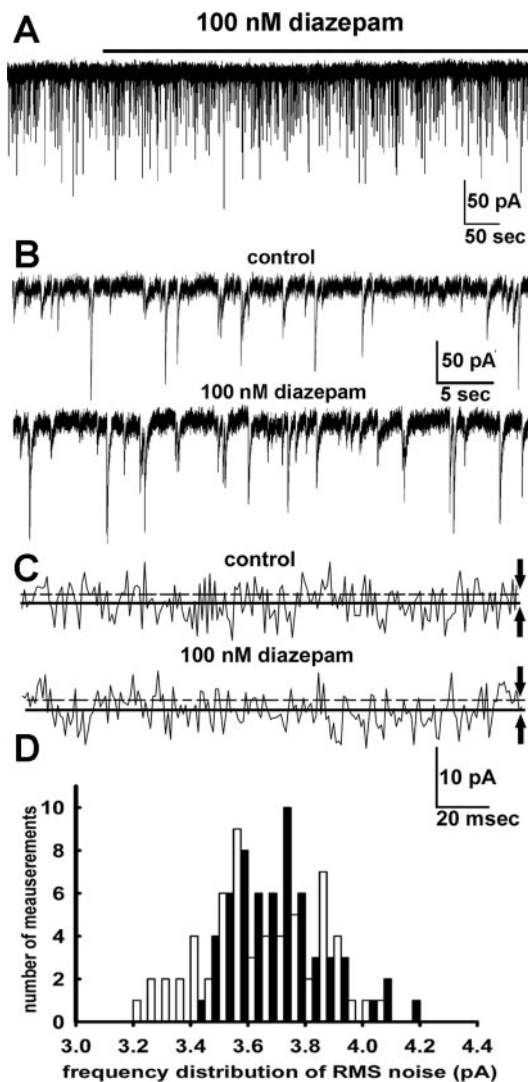 A
100 nM diazepam
50 pA
50 sec
B
control
50 pA
5 sec
100 nM diazepam
C
control
100 nM diazepam
10 pA
20 msec
D
number of meauserements
10
8
6
4
2
0
3.0 3.2 3.4 3.6 3.8 4.0 4.2 4.4
frequency distribution of RMS noise (pA)